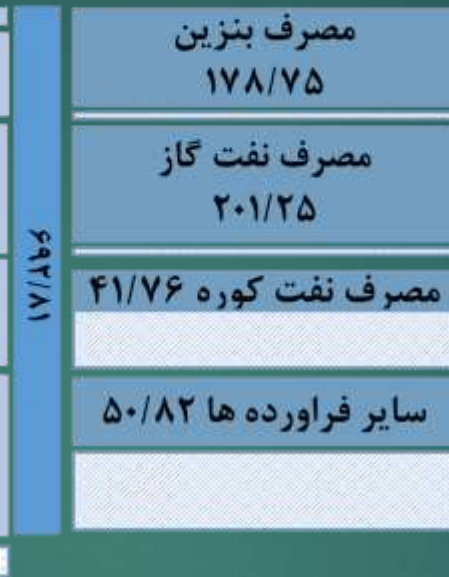 مصرف بنزین
۱۷۸/۷۵
مصرف نفت گاز
۲۰۱/۲۵
مصرف نفت کوره ۴۱/۷۶
سایر فراورده ها ۵۰/۸۲
۶۹۲/۸۱